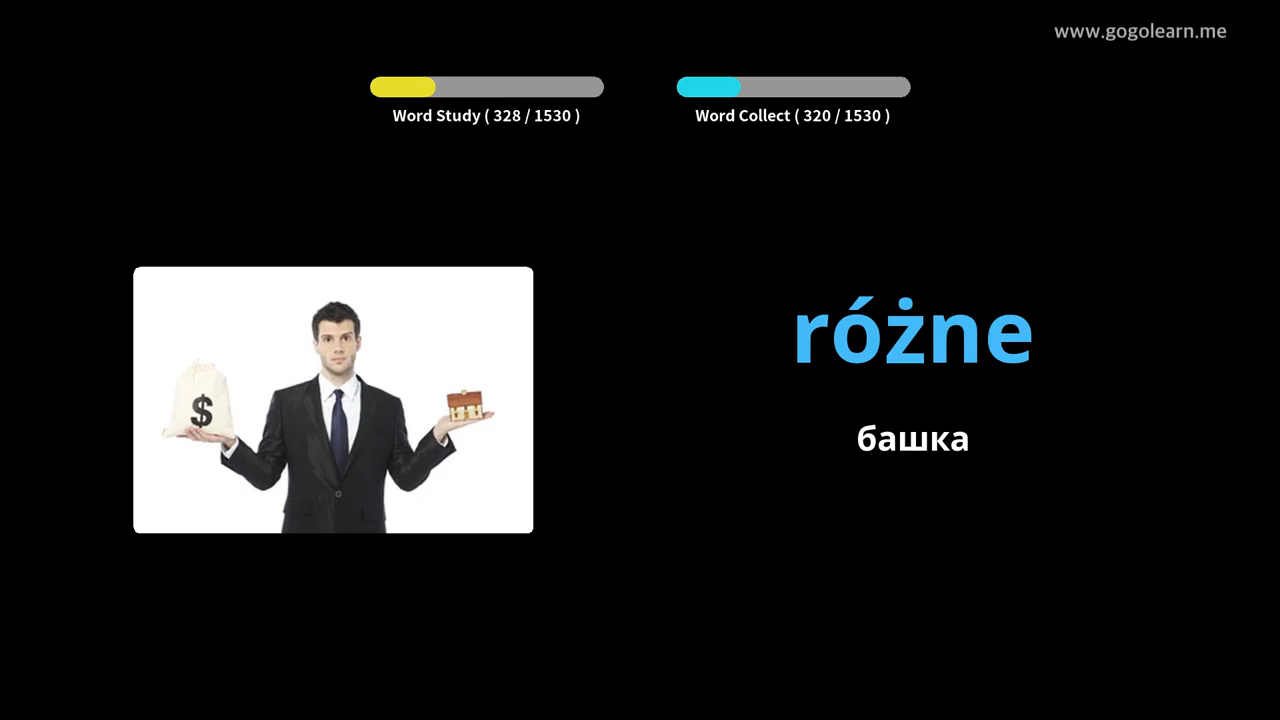 www.gogolearn.me
Word Study ( 328 / 1530 )
Word Collect ( 320 / 1530 )
$
różne
башка